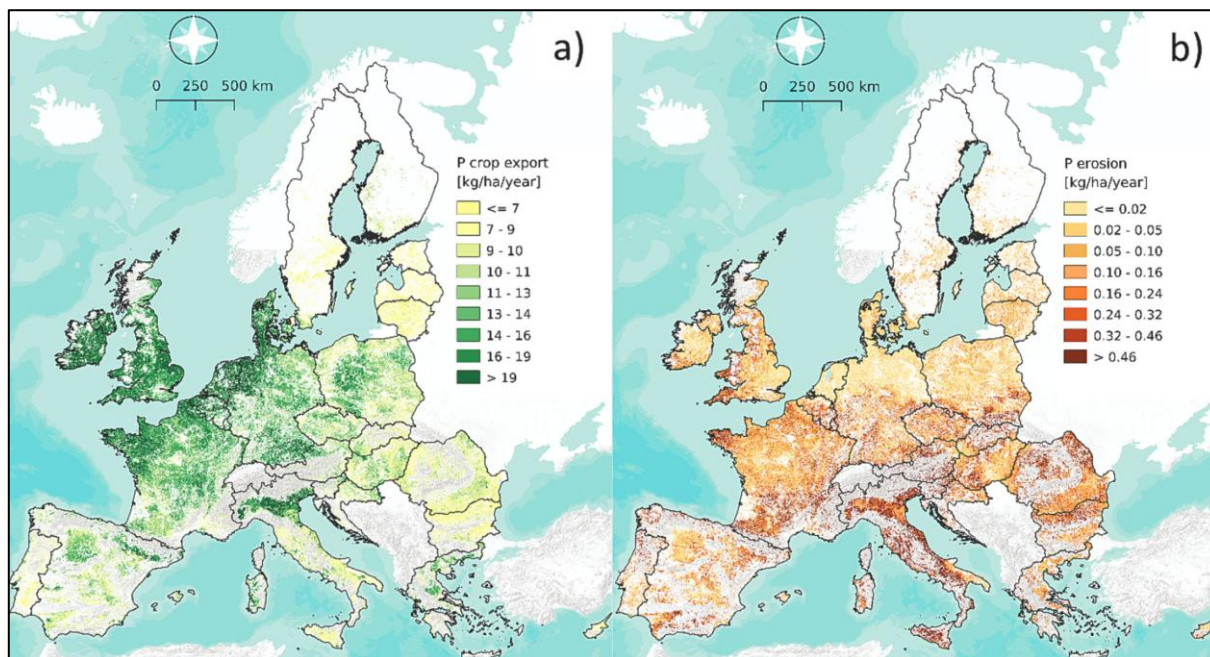 a)
0 250 500 km
P crop export
[kg/ha/year]
<= 7
7 - 9
9 - 10
10 - 11
11 - 13
13 - 14
14 - 16
16 - 19
> 19
b)
0 250 500 km
P erosion
[kg/ha/year]
<= 0.02
0.02 - 0.05
0.05 - 0.10
0.10 - 0.16
0.16 - 0.24
0.24 - 0.32
0.32 - 0.46
> 0.46